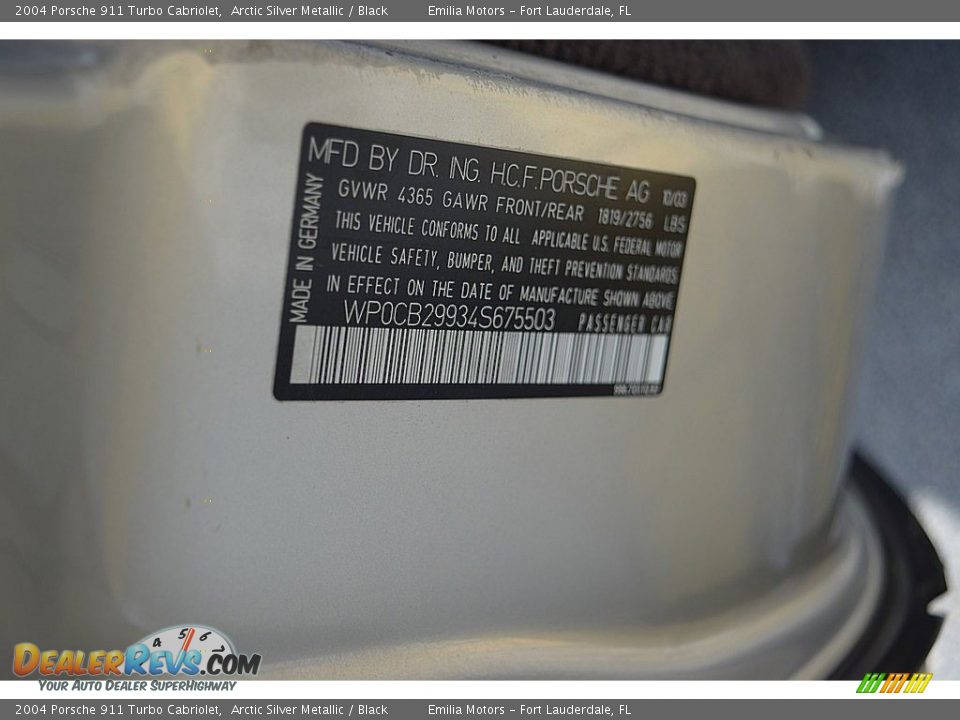 2004 Porsche 911 Turbo Cabriolet, Arctic Silver Metallic / Black Emilia Motors - Fort Lauderdale, FL
MFD BY DR. ING. H.C.F. PORSCHE AG 10/03
GVWR 4365 GAWR FRONT/REAR 1819/2756 LBS
THIS VEHICLE CONFORMS TO ALL APPLICABLE U.S. FEDERAL MOTOR
VEHICLE SAFETY, BUMPER, AND THEFT PREVENTION STANDARDS
IN EFFECT ON THE DATE OF MANUFACTURE SHOWN ABOVE
WP0CB29934S675503 PASSENGER CAR
MADE IN GERMANY
4 5 6
DEALERREVS.COM
YOUR AUTO DEALER SUPERHIGHWAY
2004 Porsche 911 Turbo Cabriolet, Arctic Silver Metallic / Black Emilia Motors - Fort Lauderdale, FL